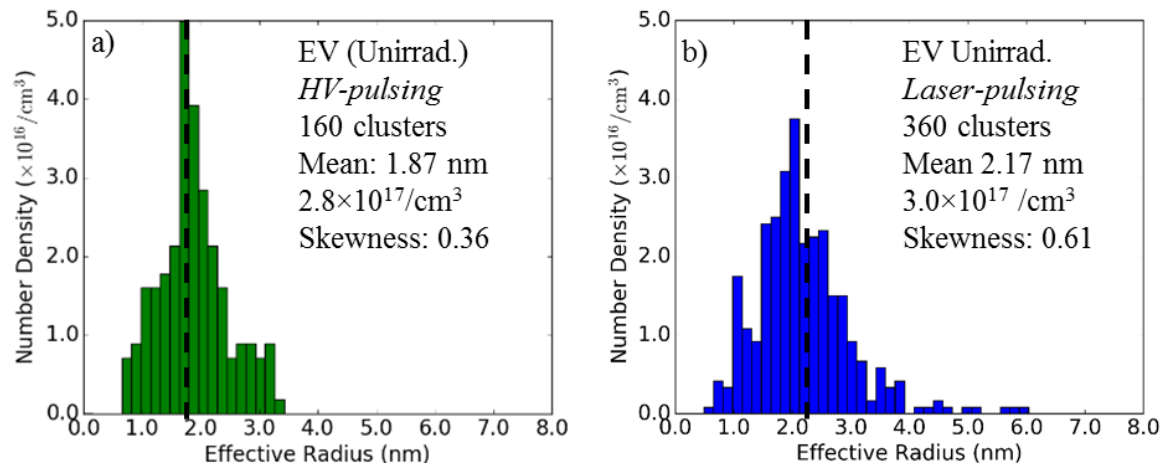 a)
EV (Unirrad.)
HV-pulsing
160 clusters
Mean: 1.87 nm
2.8×10¹⁷/cm³
Skewness: 0.36
Number Density (×10¹⁶/cm³)
5.0
4.0
3.0
2.0
1.0
0.0
0.0 1.0 2.0 3.0 4.0 5.0 6.0 7.0 8.0
Effective Radius (nm)
b)
EV Unirrad.
Laser-pulsing
360 clusters
Mean 2.17 nm
3.0×10¹⁷ /cm³
Skewness: 0.61
Number Density (×10¹⁶/cm³)
5.0
4.0
3.0
2.0
1.0
0.0
0.0 1.0 2.0 3.0 4.0 5.0 6.0 7.0 8.0
Effective Radius (nm)